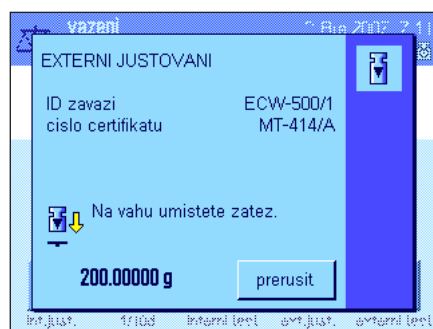 vazeni
EXTERNI JUSTOVANI
ID zavazi ECW-500/1
cislo certifikatu MT-414/A
Na vahu umistete zatez.
200.00000 g prerusit